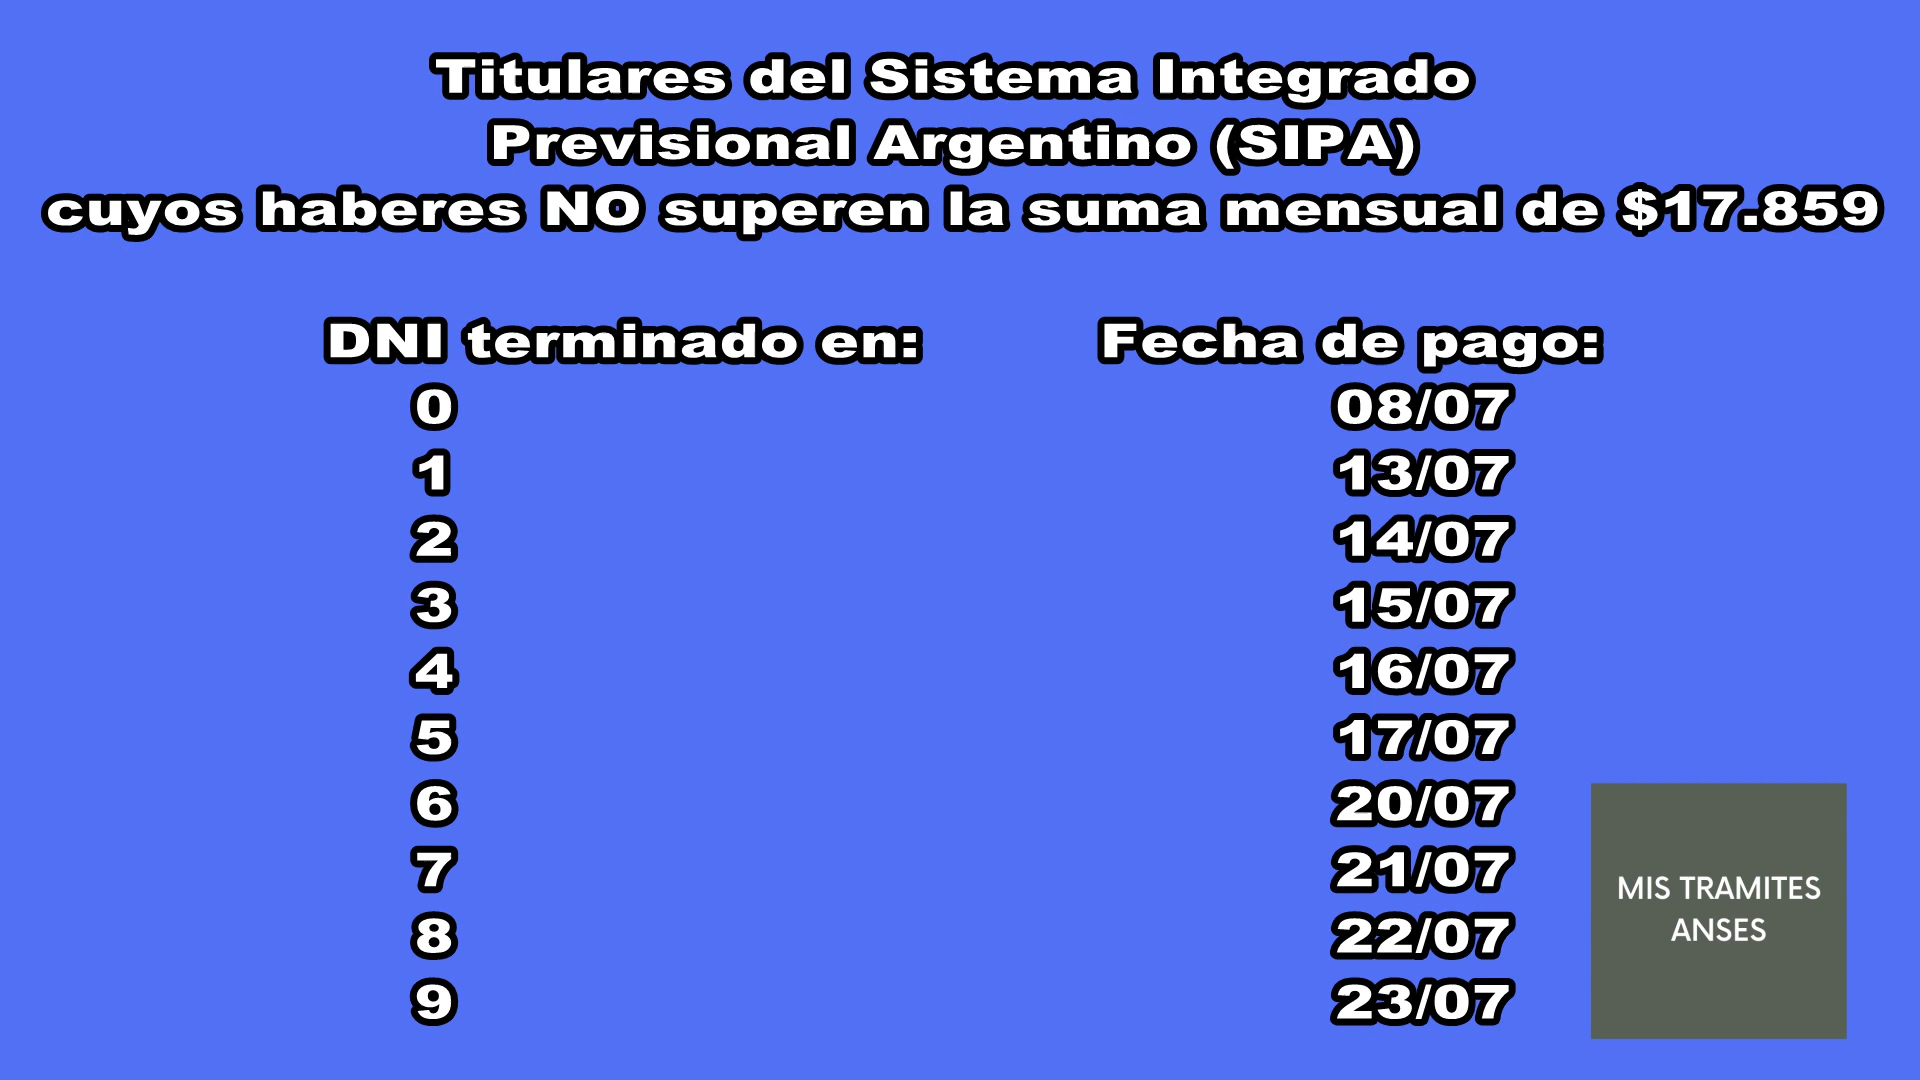 Titulares del Sistema Integrado
Previsional Argentino (SIPA)
cuyos haberes NO superen la suma mensual de $17.859
DNI terminado en: Fecha de pago:
0 08/07
1 13/07
2 14/07
3 15/07
4 16/07
5 17/07
6 20/07
7 21/07
8 22/07
9 23/07
MIS TRAMITES
ANSES